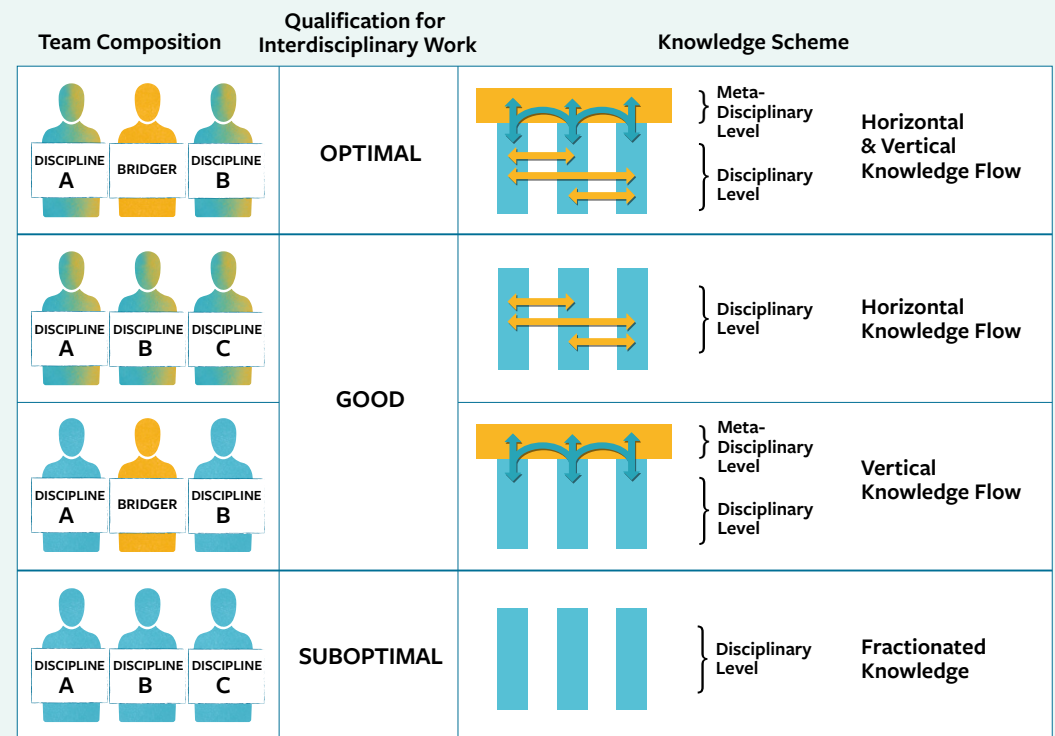 Team Composition
Qualification for
Interdisciplinary Work
Knowledge Scheme
DISCIPLINE
A
BRIDGER
DISCIPLINE
B
OPTIMAL
Meta-
Disciplinary
Level
Disciplinary
Level
Horizontal
& Vertical
Knowledge Flow
DISCIPLINE
A
DISCIPLINE
B
DISCIPLINE
C
GOOD
Disciplinary
Level
Horizontal
Knowledge Flow
DISCIPLINE
A
BRIDGER
DISCIPLINE
B
Meta-
Disciplinary
Level
Disciplinary
Level
Vertical
Knowledge Flow
DISCIPLINE
A
DISCIPLINE
B
DISCIPLINE
C
SUBOPTIMAL
Disciplinary
Level
Fractionated
Knowledge